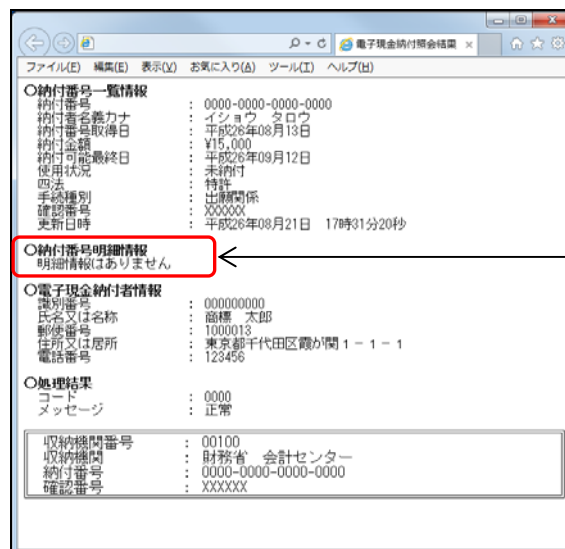 電子現金納付照会結果
ファイル(F) 編集(E) 表示(V) お気に入り(A) ツール(T) ヘルプ(H)
○納付番号一覧情報
納付番号 : 0000-0000-0000-0000
納付者名義カナ : イショウ タロウ
納付番号取得日 : 平成26年08月13日
納付金額 : ¥15,000
納付可能最終日 : 平成26年09月12日
使用状況 : 未納付
四法 : 特許
手続種別 : 出願関係
確認番号 : XXXXXX
更新日時 : 平成26年08月21日 17時31分20秒
○納付番号明細情報
明細情報はありません
○電子現金納付者情報
識別番号 : 000000000
氏名又は名称 : 商標 太郎
郵便番号 : 1000013
住所又は居所 : 東京都千代田区霞が関1-1-1
電話番号 : 123456
○処理結果
コード : 0000
メッセージ : 正常
収納機関番号 : 00100
収納機関 : 財務省 会計センター
納付番号 : 0000-0000-0000-0000
確認番号 : XXXXXX